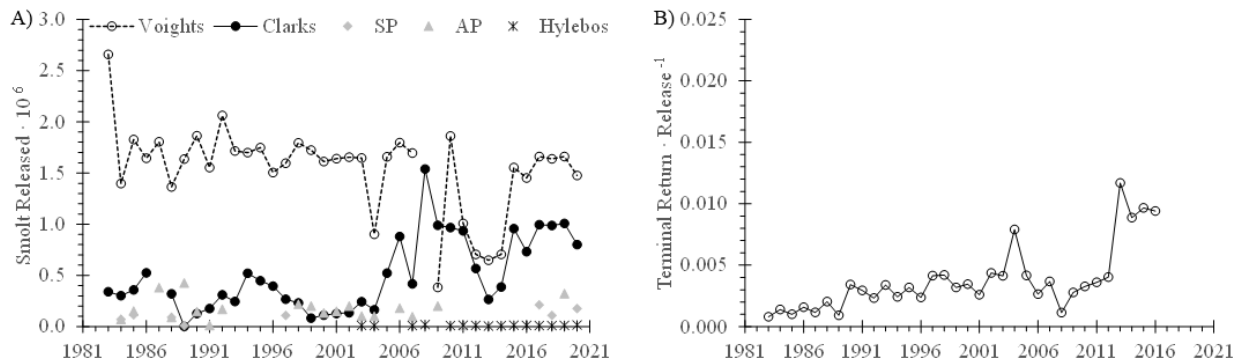 A) Voights Clarks SP AP Hylebos
Smolt Released · 10⁶
3.0
2.5
2.0
1.5
1.0
0.5
0.0
1981 1986 1991 1996 2001 2006 2011 2016 2021
B)
Terminal Return · Release⁻¹
0.025
0.020
0.015
0.010
0.005
0.000
1981 1986 1991 1996 2001 2006 2011 2016 2021